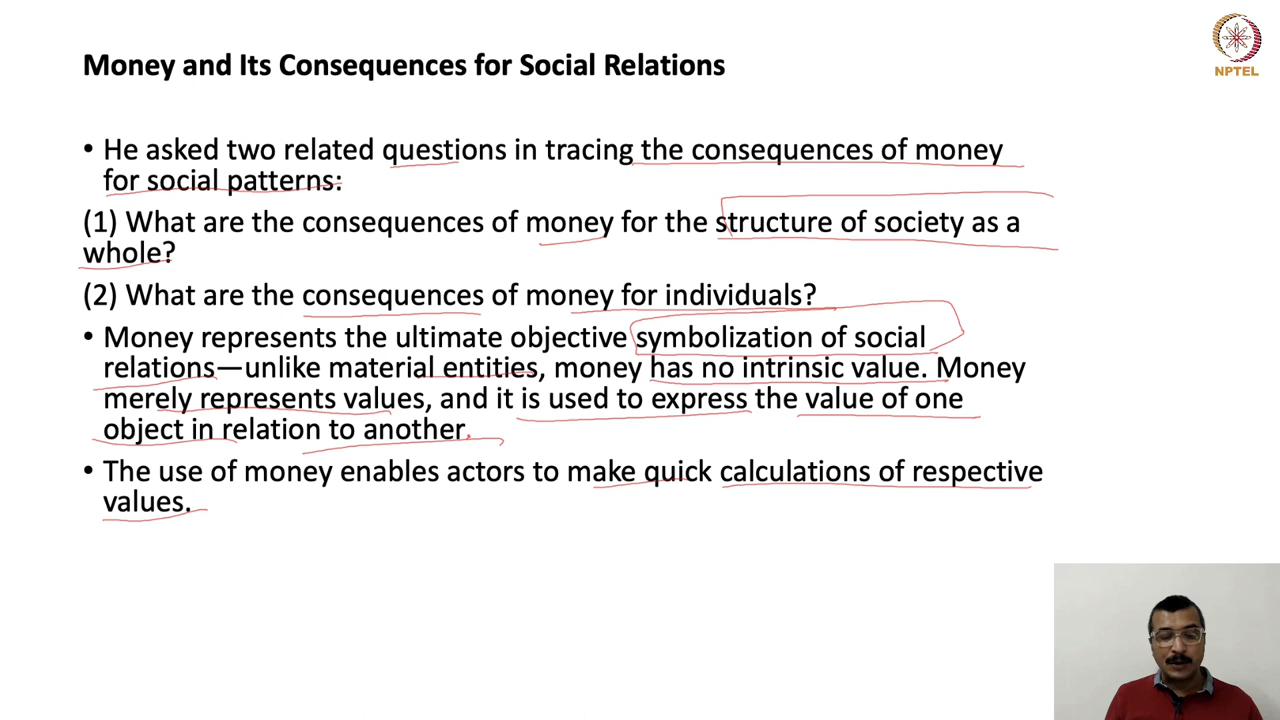 Money and Its Consequences for Social Relations
NPTEL
• He asked two related questions in tracing the consequences of money
for social patterns:
(1) What are the consequences of money for the structure of society as a
whole?
(2) What are the consequences of money for individuals?
• Money represents the ultimate objective symbolization of social
relations—unlike material entities, money has no intrinsic value. Money
merely represents values, and it is used to express the value of one
object in relation to another.
• The use of money enables actors to make quick calculations of respective
values.